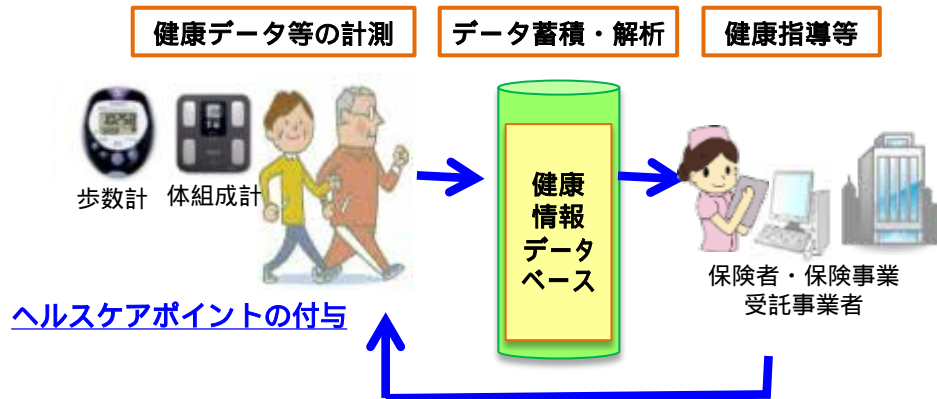 健康データ等の計測
データ蓄積・解析
健康指導等
歩数計
体組成計
健康
情報
データ
ベース
保険者・保険事業
受託事業者
ヘルスケアポイントの付与